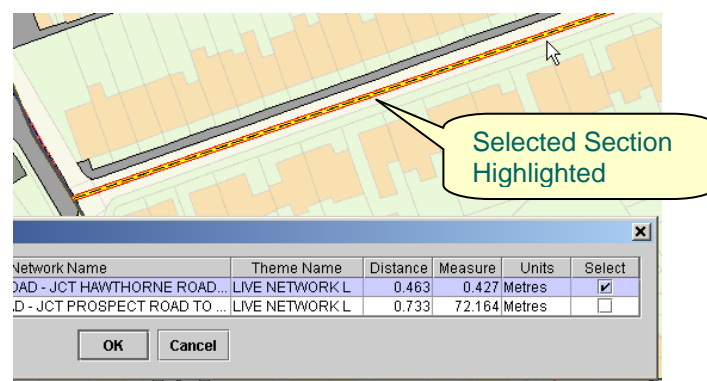 Selected Section
Highlighted
Network Name Theme Name Distance Measure Units Select
OAD - JCT HAWTHORNE ROAD... LIVE NETWORK L 0.463 0.427 Metres
.D - JCT PROSPECT ROAD TO ... LIVE NETWORK L 0.733 72.164 Metres
OK Cancel